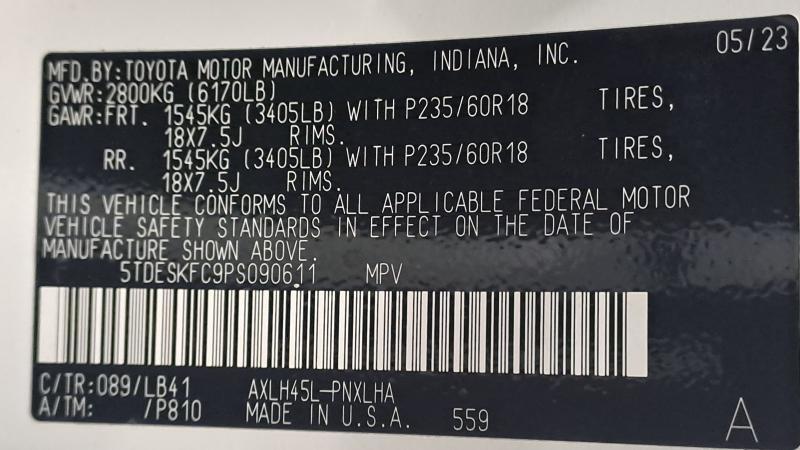 05/23
MFD.BY:TOYOTA MOTOR MANUFACTURING, INDIANA, INC.
GVWR:2800KG (6170LB)
GAWR:FRT. 1545KG (3405LB) WITH P235/60R18 TIRES,
18X7.5J RIMS.
RR. 1545KG (3405LB) WITH P235/60R18 TIRES,
18X7.5J RIMS.
THIS VEHICLE CONFORMS TO ALL APPLICABLE FEDERAL MOTOR
VEHICLE SAFETY STANDARDS IN EFFECT ON THE DATE OF
MANUFACTURE SHOWN ABOVE.
5TDESKFC9PS090611 MPV
C/TR:089/LB41 AXLH45L-PNXLHA
A/TM: /P810 MADE IN U.S.A. 559
A